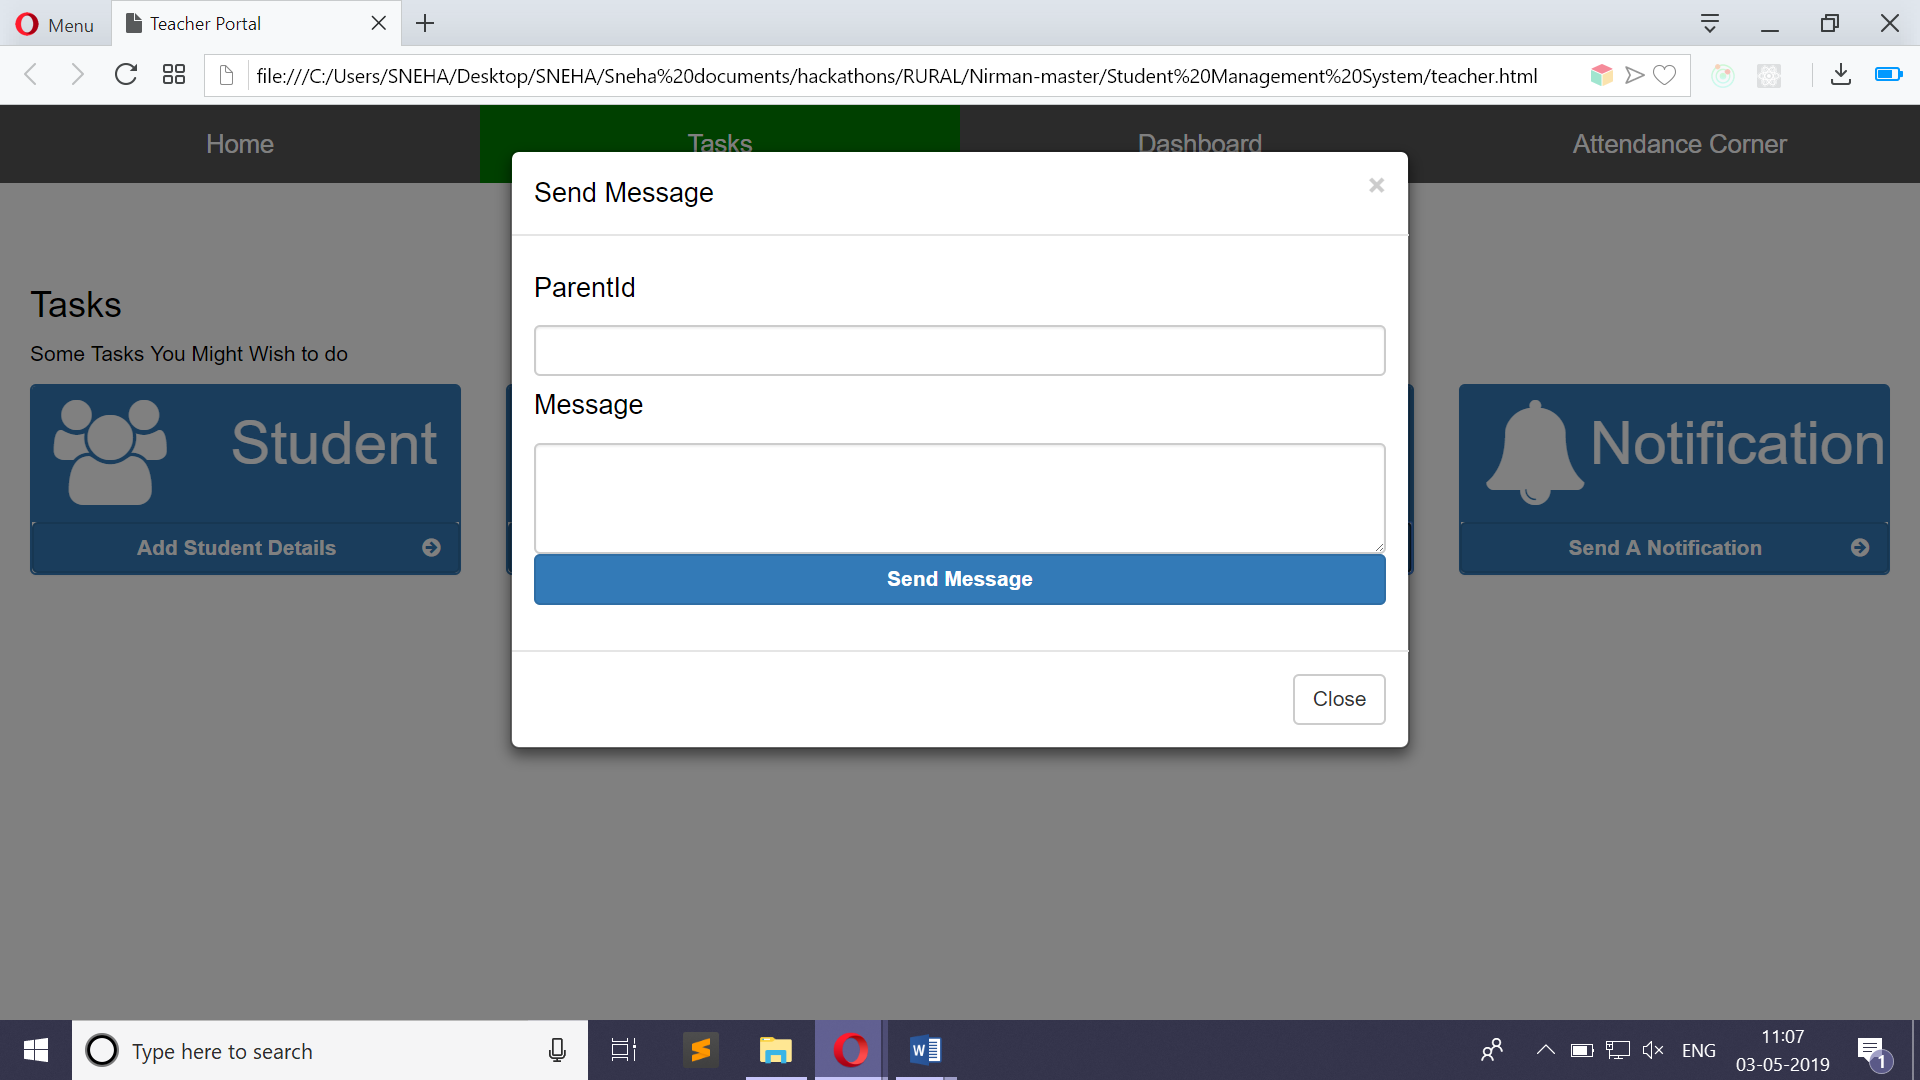 Menu
Teacher Portal
file:///C:/Users/SNEHA/Desktop/SNEHA/Sneha%20documents/hackathons/RURAL/Nirman-master/Student%20Management%20System/teacher.html
Home
Tasks
Dashboard
Attendance Corner
Send Message
×
ParentId
Message
Send Message
Close
Tasks
Some Tasks You Might Wish to do
Student
Add Student Details
Notification
Send A Notification
Type here to search
W
ENG
11:07
03-05-2019
1